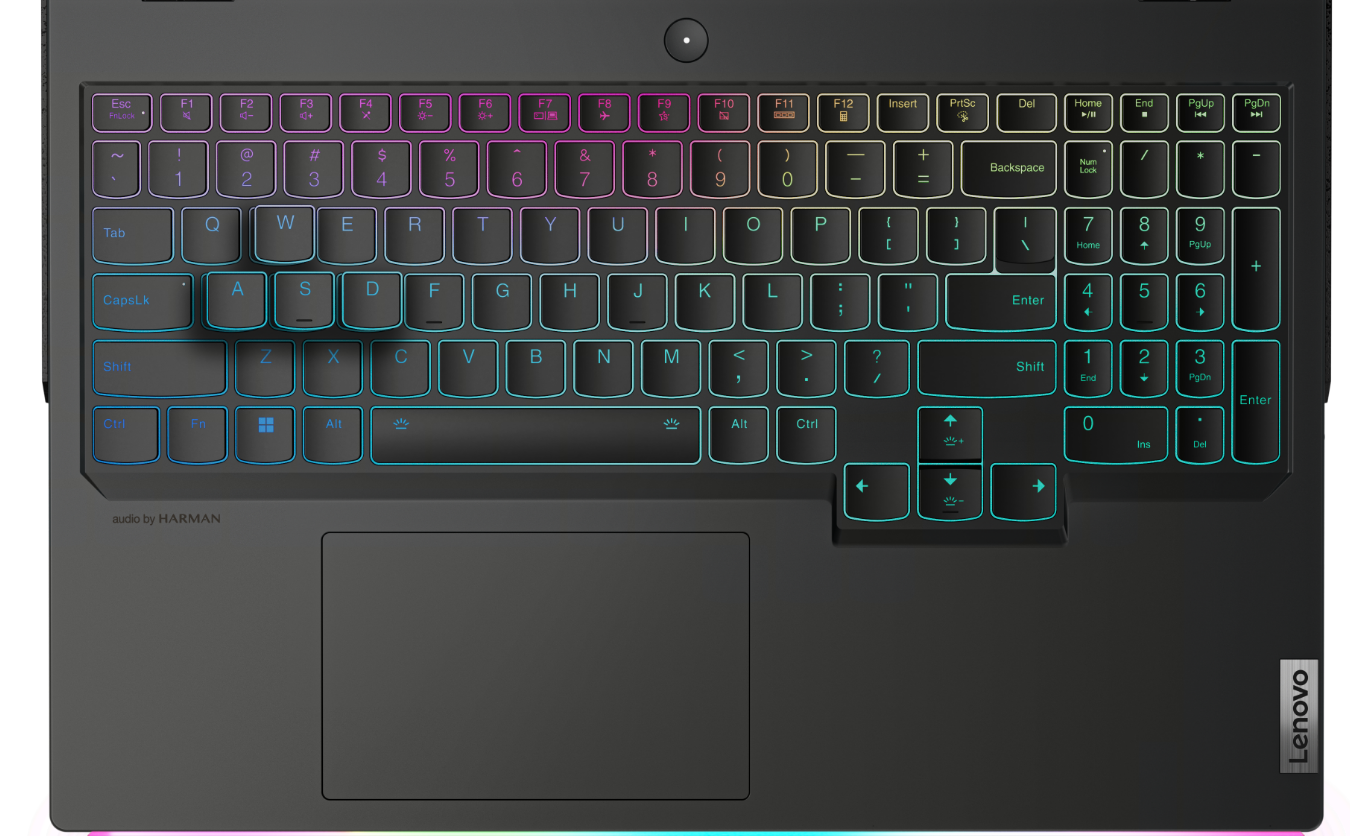 Esc F1 F2 F3 F4 F5 F6 F7 F8 F9 F10 F11 F12 Insert PrtSc Del Home End PgUp PgDn
FnLock
~ ! @ # $ % ^ & * ( ) — + Backspace Num Lock / * -
` 1 2 3 4 5 6 7 8 9 0 - =
Tab Q W E R T Y U I O P { } | 7 8 9 +
[ ] \ Home PgUp
CapsLk A S D F G H J K L : " Enter 4 5 6
; '
Shift Z X C V B N M < > ? Shift 1 2 3 Enter
, . / End PgDn
Ctrl Fn Alt Alt Ctrl 0 .
+ Ins Del
-
audio by HARMAN
Lenovo